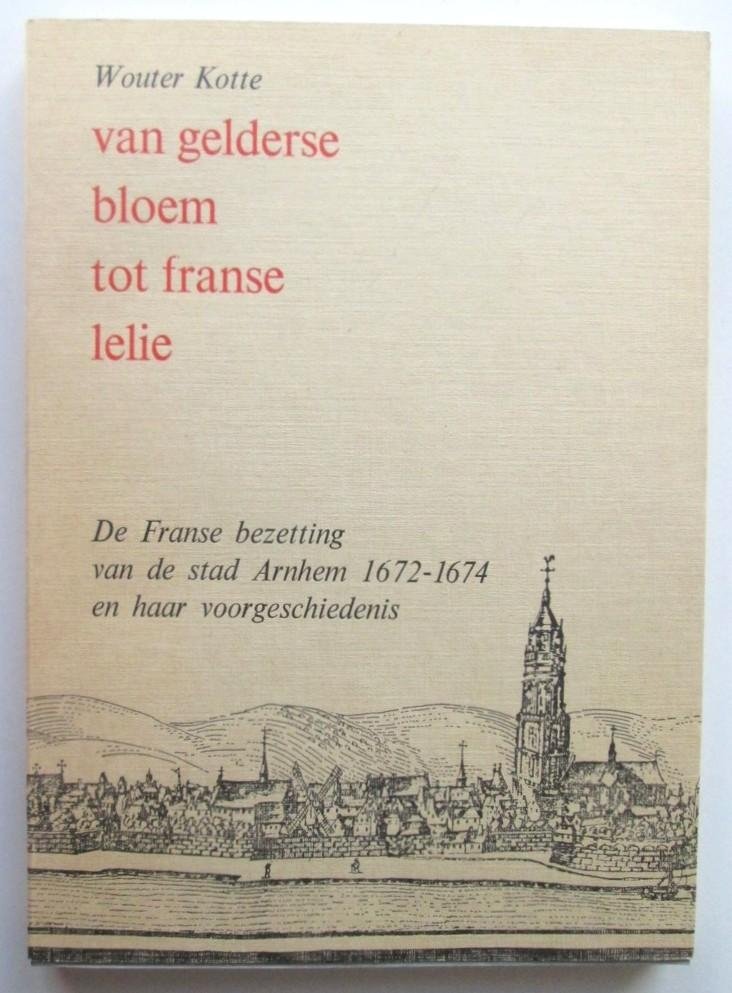 Wouter Kotte
van gelderse
bloem
tot franse
lelie
De Franse bezetting
van de stad Arnhem 1672-1674
en haar voorgeschiedenis